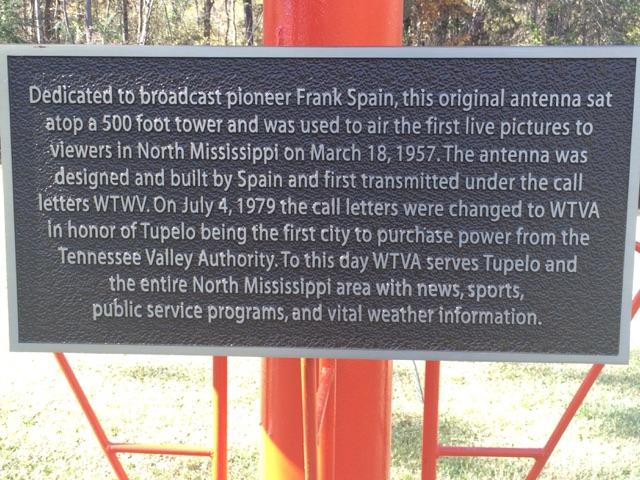 Dedicated to broadcast pioneer Frank Spain, this original antenna sat
atop a 500 foot tower and was used to air the first live pictures to
viewers in North Mississippi on March 18, 1957. The antenna was
designed and built by Spain and first transmitted under the call
letters WTWV. On July 4, 1979 the call letters were changed to WTVA
in honor of Tupelo being the first city to purchase power from the
Tennessee Valley Authority. To this day WTVA serves Tupelo and
the entire North Mississippi area with news, sports,
public service programs, and vital weather information.